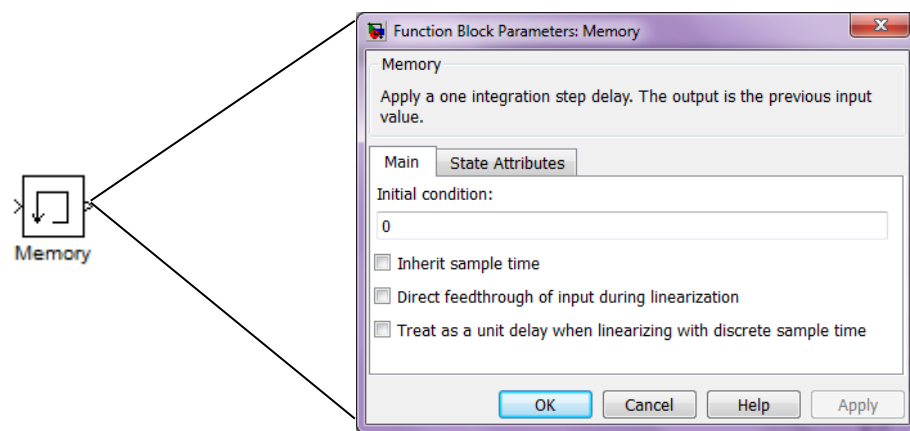 Function Block Parameters: Memory
Memory
Apply a one integration step delay. The output is the previous input
value.
Main State Attributes
Initial condition:
0
Inherit sample time
Direct feedthrough of input during linearization
Treat as a unit delay when linearizing with discrete sample time
OK Cancel Help Apply
Memory